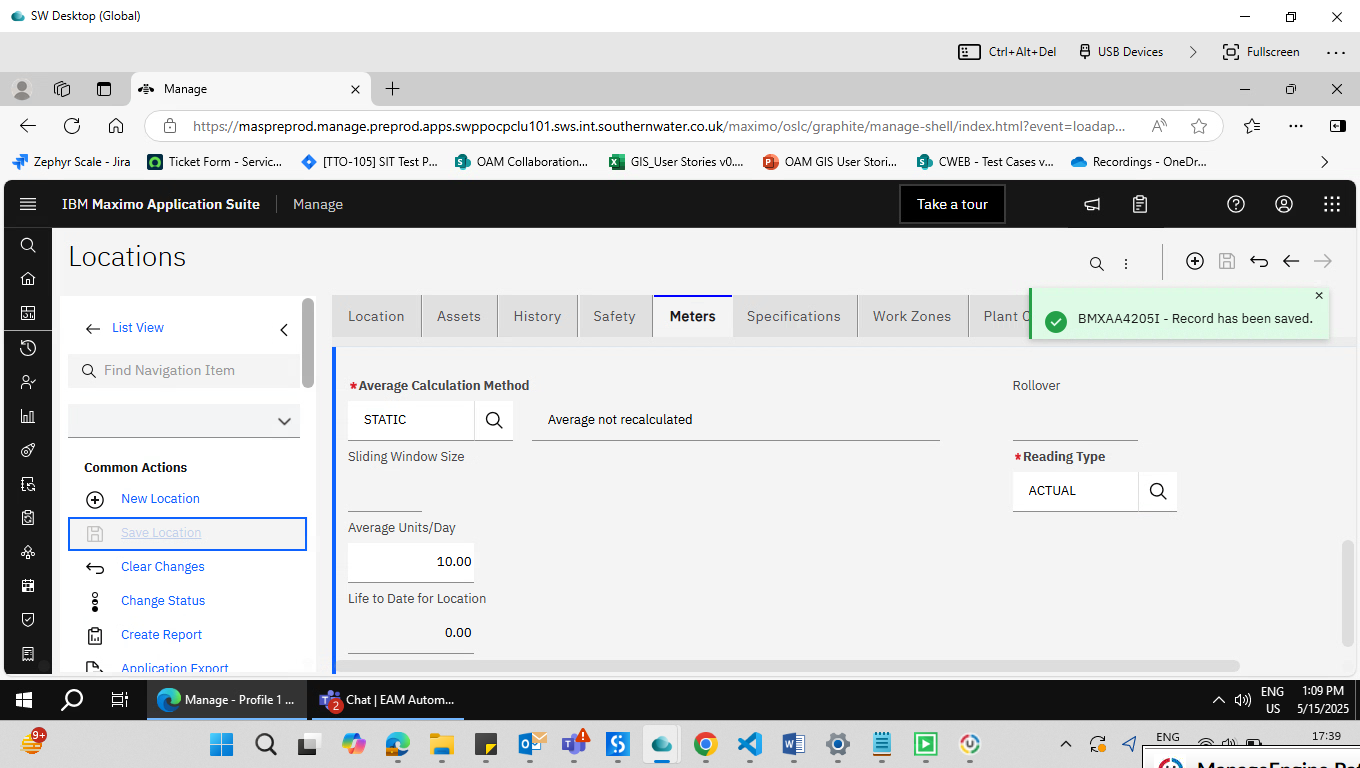 SW Desktop (Global)
Ctrl+Alt+Del
USB Devices
Fullscreen
Manage
https://maspreprod.manage.preprod.apps.swppocpclu101.sws.int.southernwater.co.uk/maximo/oslc/graphite/manage-shell/index.html?event=loadap...
Zephyr Scale - Jira
Ticket Form - Servic...
[TTO-105] SIT Test P...
OAM Collaboration...
GIS_User Stories v0....
OAM GIS User Stori...
CWEB - Test Cases v...
Recordings - OneDr...
IBM Maximo Application Suite
Manage
Take a tour
Locations
List View
Find Navigation Item
Common Actions
New Location
Save Location
Clear Changes
Change Status
Create Report
Application Export
Location
Assets
History
Safety
Meters
Specifications
Work Zones
Plant C
BMXAA4205I - Record has been saved.
*Average Calculation Method
STATIC
Average not recalculated
Rollover
Sliding Window Size
*Reading Type
ACTUAL
Average Units/Day
10.00
Life to Date for Location
0.00
Manage - Profile 1 ...
2
Chat | EAM Autom...
ENG
US
1:09 PM
5/15/2025
9+
ENG
17:39